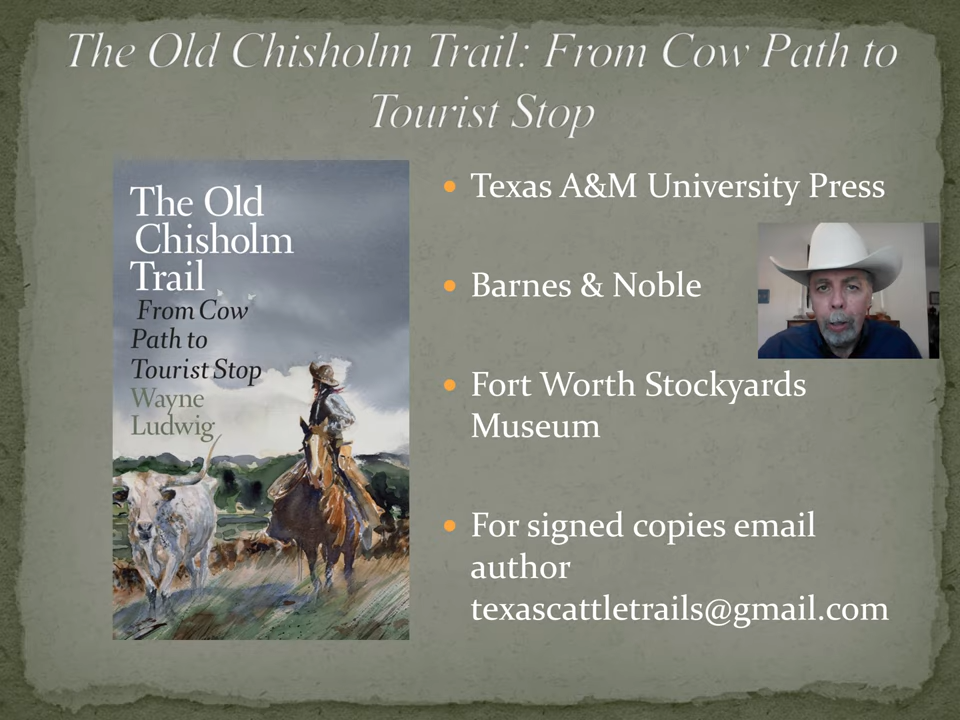 The Old Chisholm Trail: From Cow Path to
Tourist Stop
The Old
Chisholm
Trail
From Cow
Path to
Tourist Stop
Wayne
Ludwig
Texas A&M University Press
Barnes & Noble
Fort Worth Stockyards
Museum
For signed copies email
author
texascattletrails@gmail.com